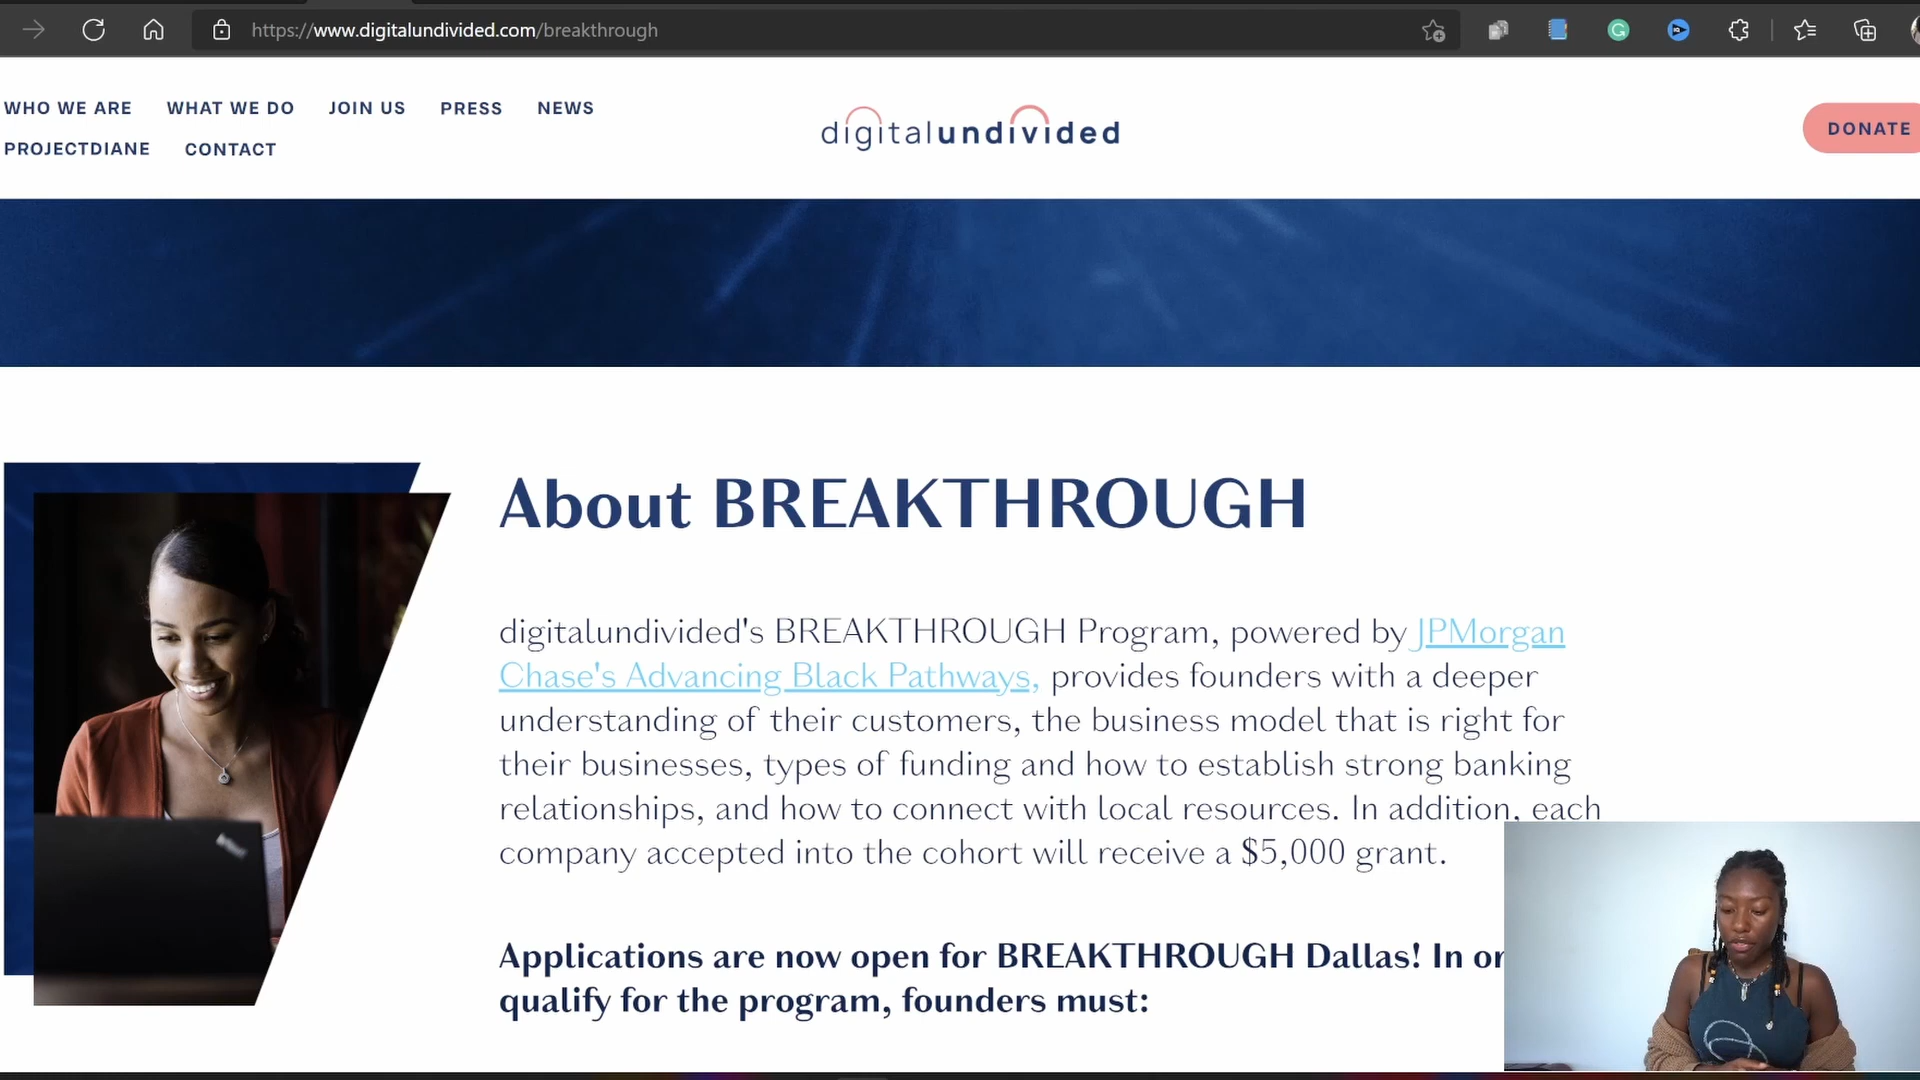 https://www.digitalundivided.com/breakthrough
WHO WE ARE WHAT WE DO JOIN US PRESS NEWS
PROJECTDIANE CONTACT
digitalundivided
DONATE
About BREAKTHROUGH
digitalundivided's BREAKTHROUGH Program, powered by JPMorgan
Chase's Advancing Black Pathways, provides founders with a deeper
understanding of their customers, the business model that is right for
their businesses, types of funding and how to establish strong banking
relationships, and how to connect with local resources. In addition, each
company accepted into the cohort will receive a $5,000 grant.
Applications are now open for BREAKTHROUGH Dallas! In or
qualify for the program, founders must: